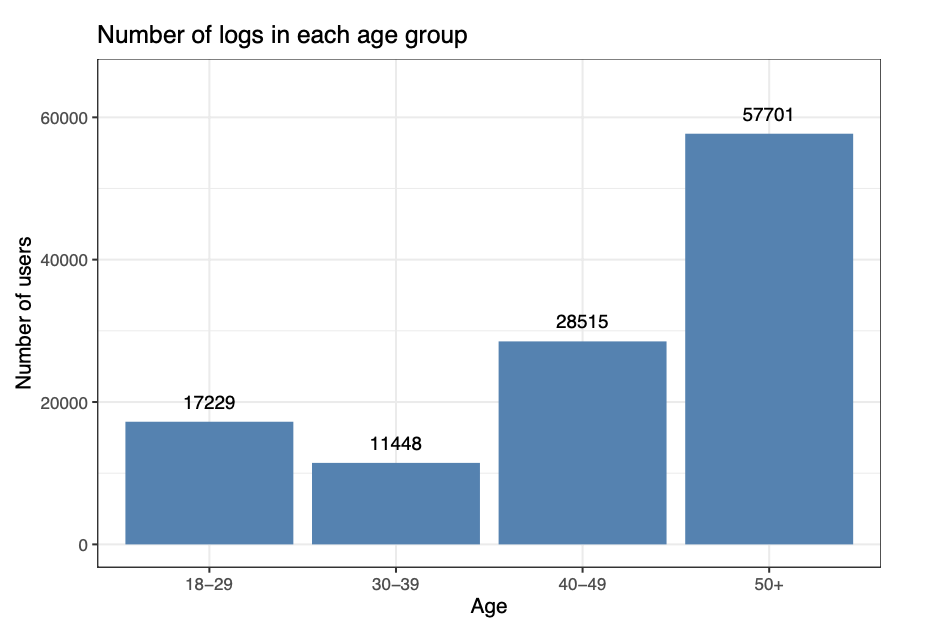 Number of logs in each age group
57701
60000
Number of users
40000
28515
20000
17229
11448
0
18–29 30–39 40–49 50+
Age